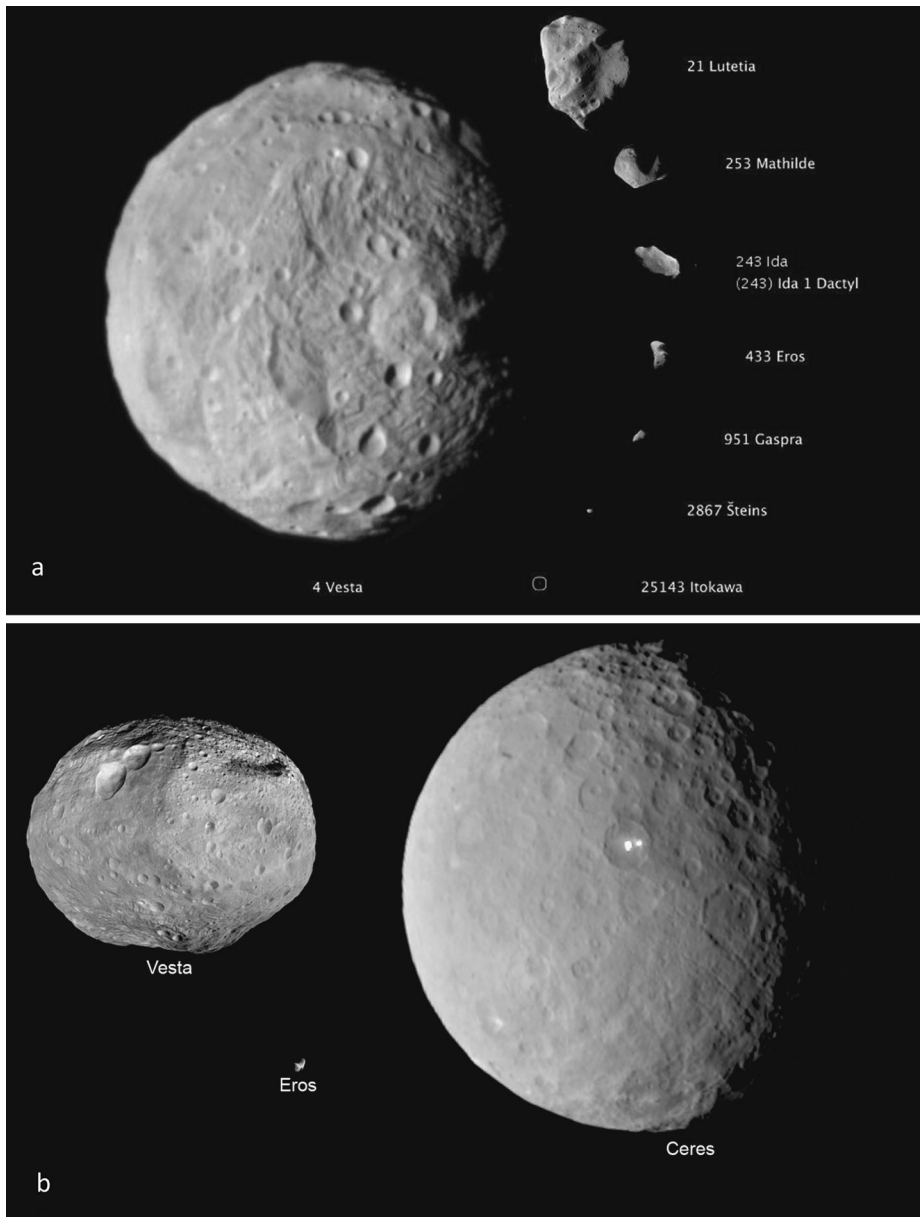 21 Lutetia
253 Mathilde
243 Ida
(243) Ida 1 Dactyl
433 Eros
951 Gaspra
2867 Šteins
a
4 Vesta
25143 Itokawa
Vesta
Eros
Ceres
b